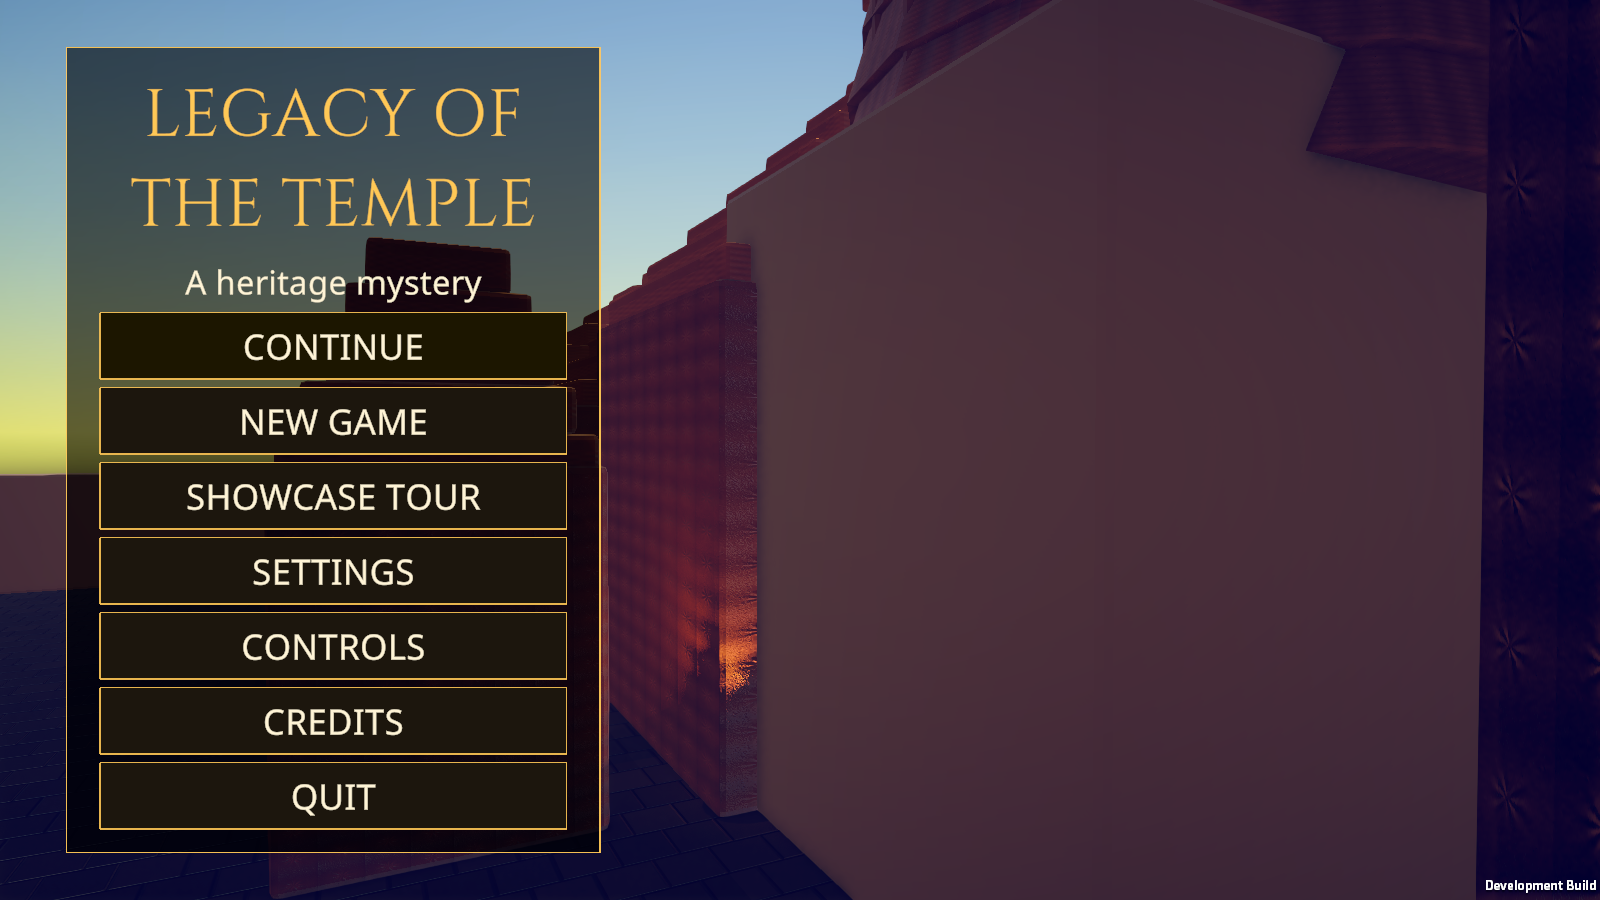 LEGACY OF
THE TEMPLE
A heritage mystery
CONTINUE
NEW GAME
SHOWCASE TOUR
SETTINGS
CONTROLS
CREDITS
QUIT
Development Build